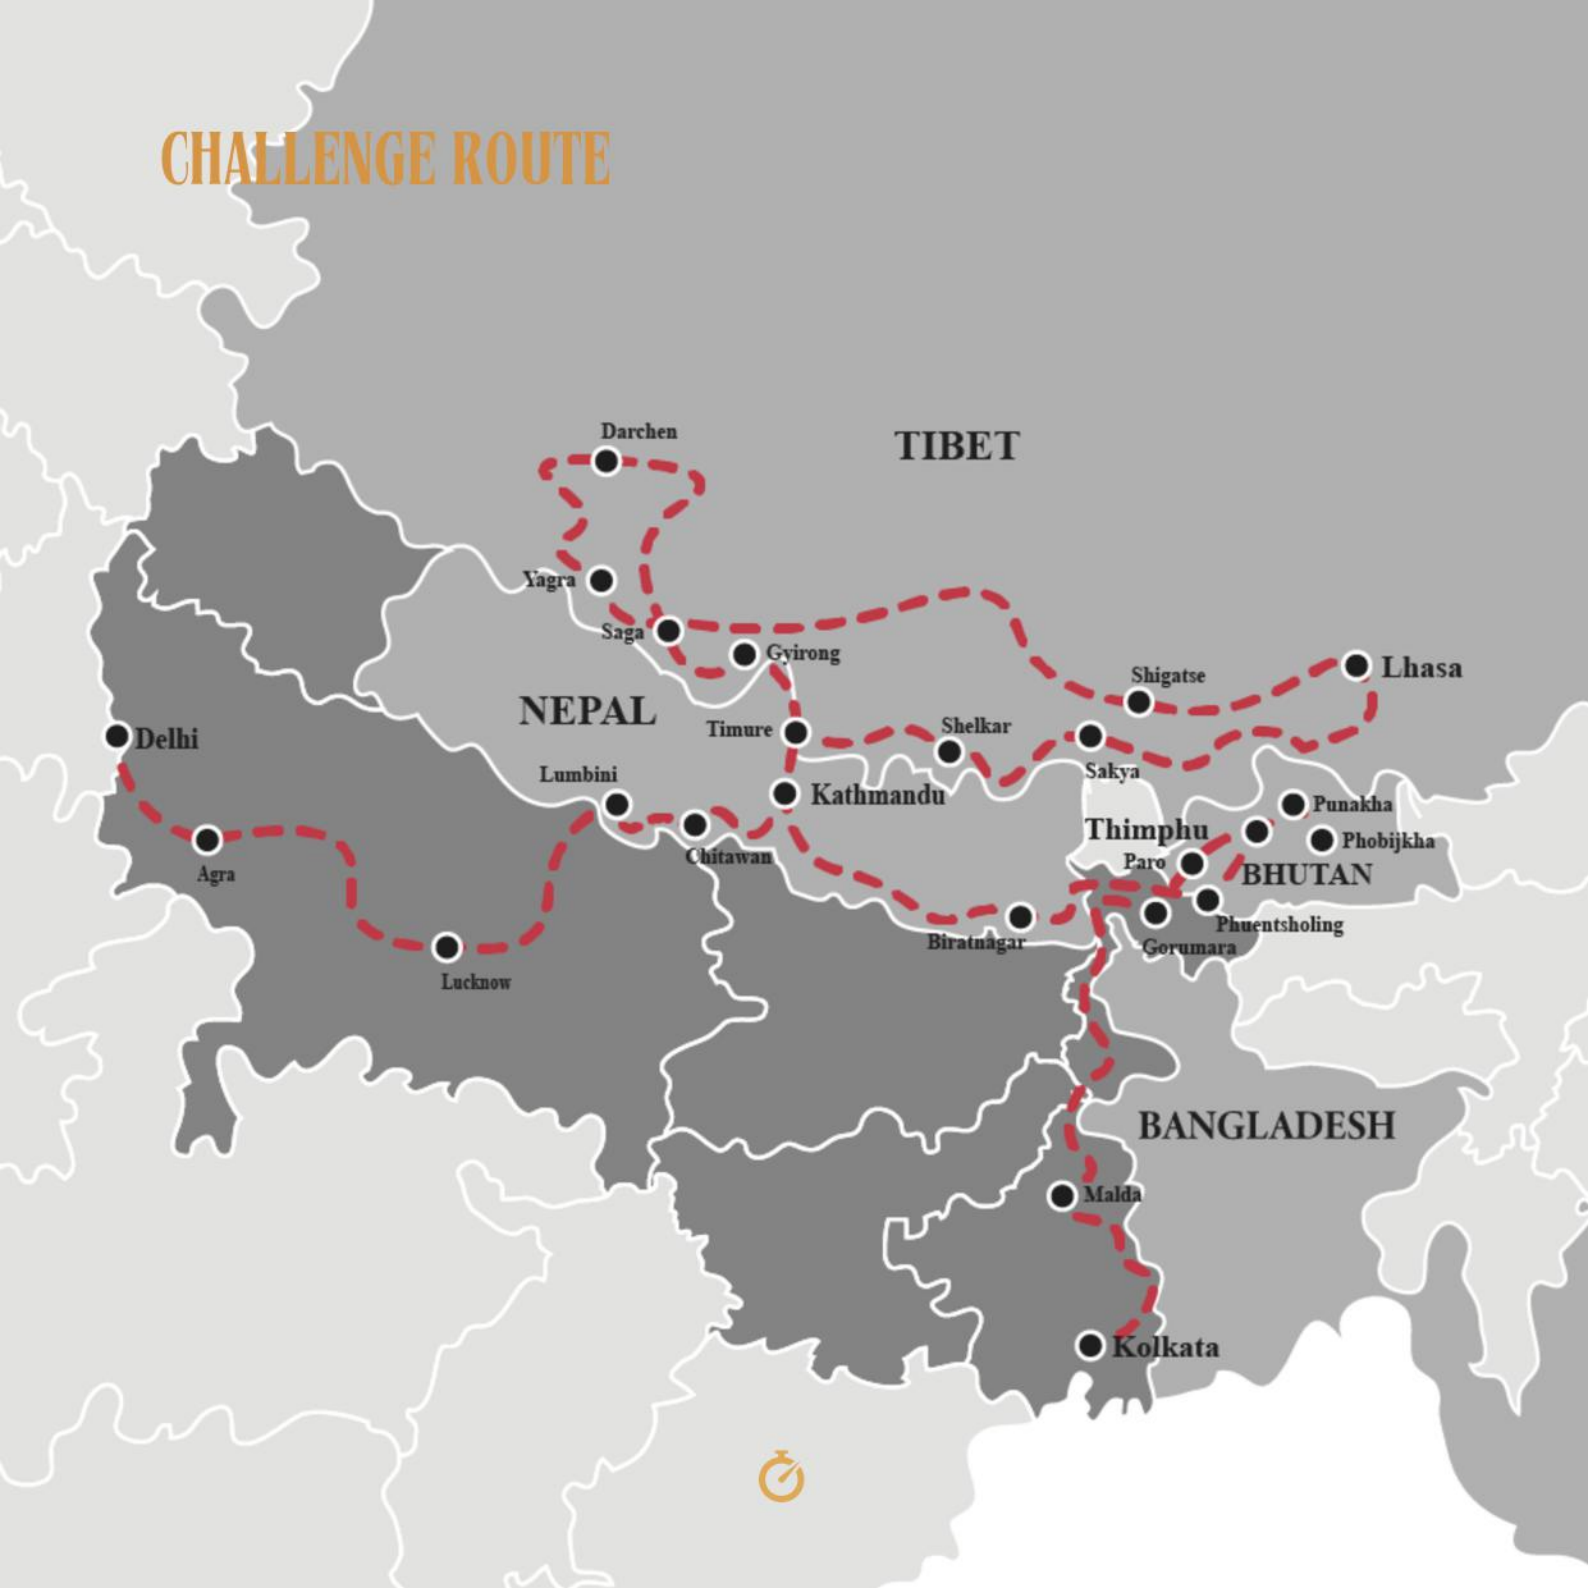 CHALLENGE ROUTE
Darchen
TIBET
Yagra
Saga
Gyirong
Lhasa
Shigatse
NEPAL
Timure
Shelkar
Delhi
Sakya
Lumbini
Kathmandu
Punakha
Thimphu
Phobijkha
Chitawan
Paro
Agra
BHUTAN
Phuentsholing
Biratnagar
Gorumara
Lucknow
BANGLADESH
Malda
Kolkata